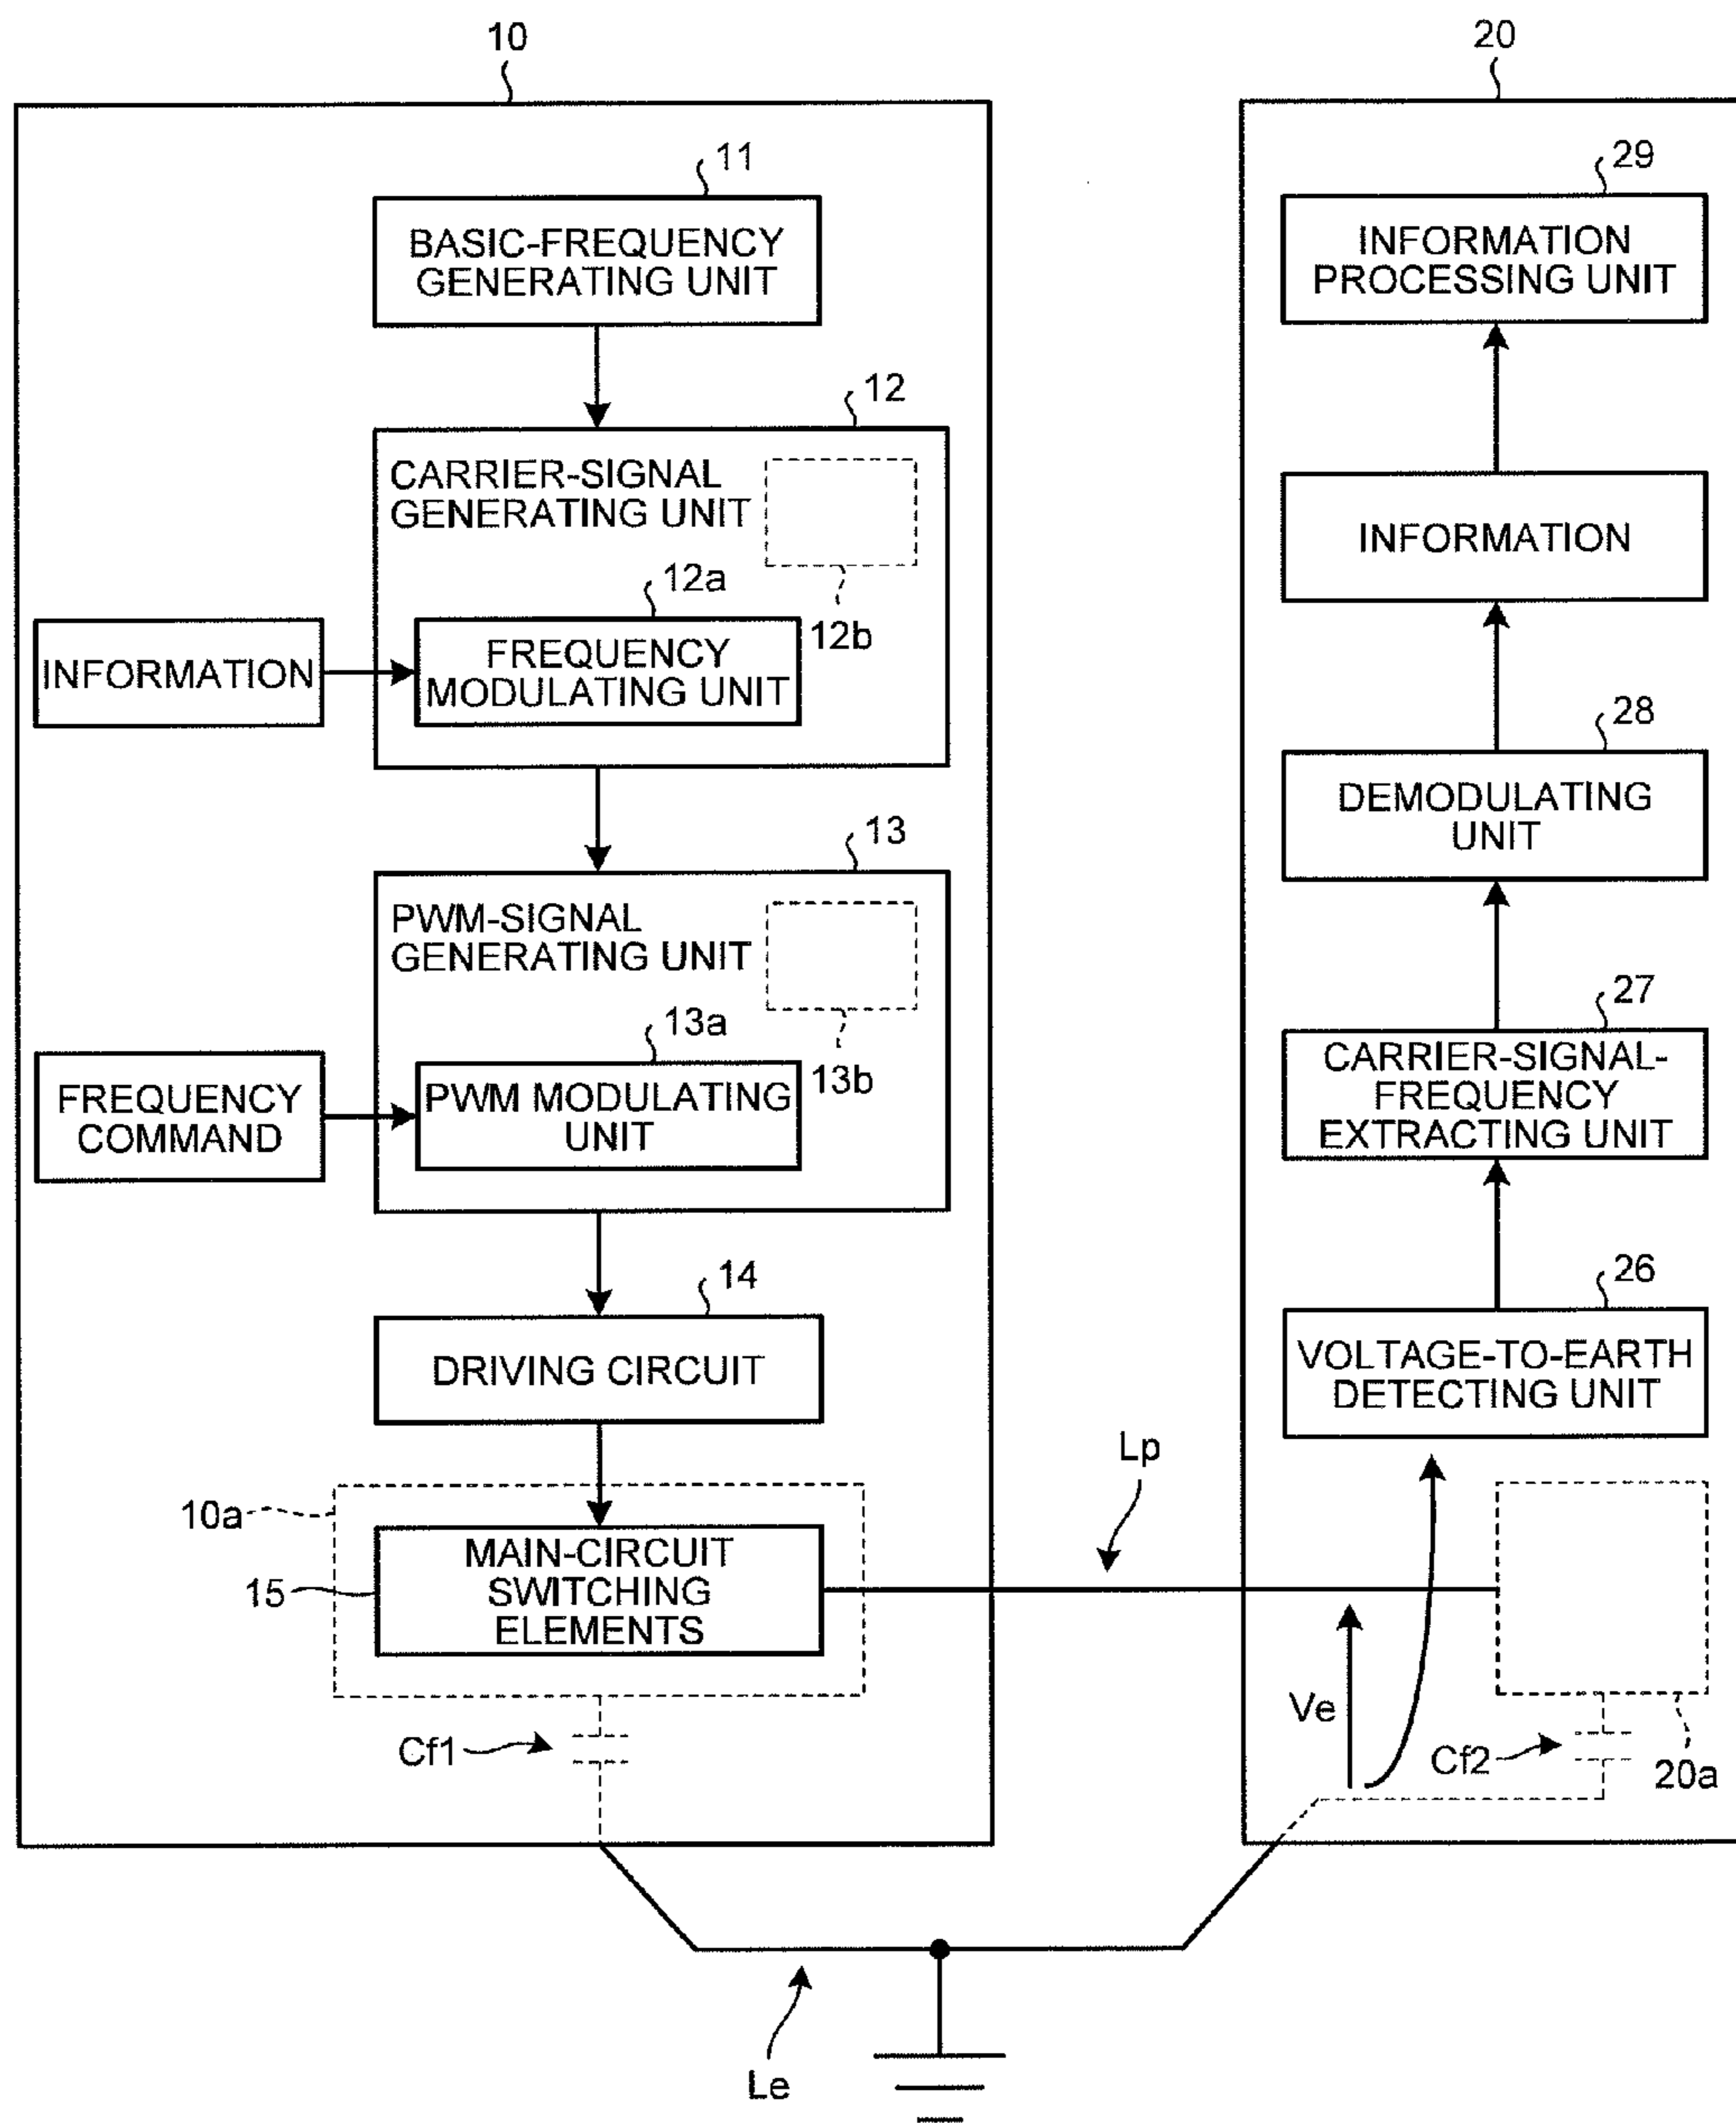 10
11
BASIC-FREQUENCY
GENERATING UNIT
12
CARRIER-SIGNAL
GENERATING UNIT
12b
12a
INFORMATION
FREQUENCY
MODULATING UNIT
13
PWM-SIGNAL
GENERATING UNIT
13b
13a
FREQUENCY
COMMAND
PWM MODULATING
UNIT
14
DRIVING CIRCUIT
10a
15
MAIN-CIRCUIT
SWITCHING
ELEMENTS
Cf1
Lp
Le
20
29
INFORMATION
PROCESSING UNIT
INFORMATION
28
DEMODULATING
UNIT
27
CARRIER-SIGNAL-
FREQUENCY
EXTRACTING UNIT
26
VOLTAGE-TO-EARTH
DETECTING UNIT
Ve
Cf2
20a